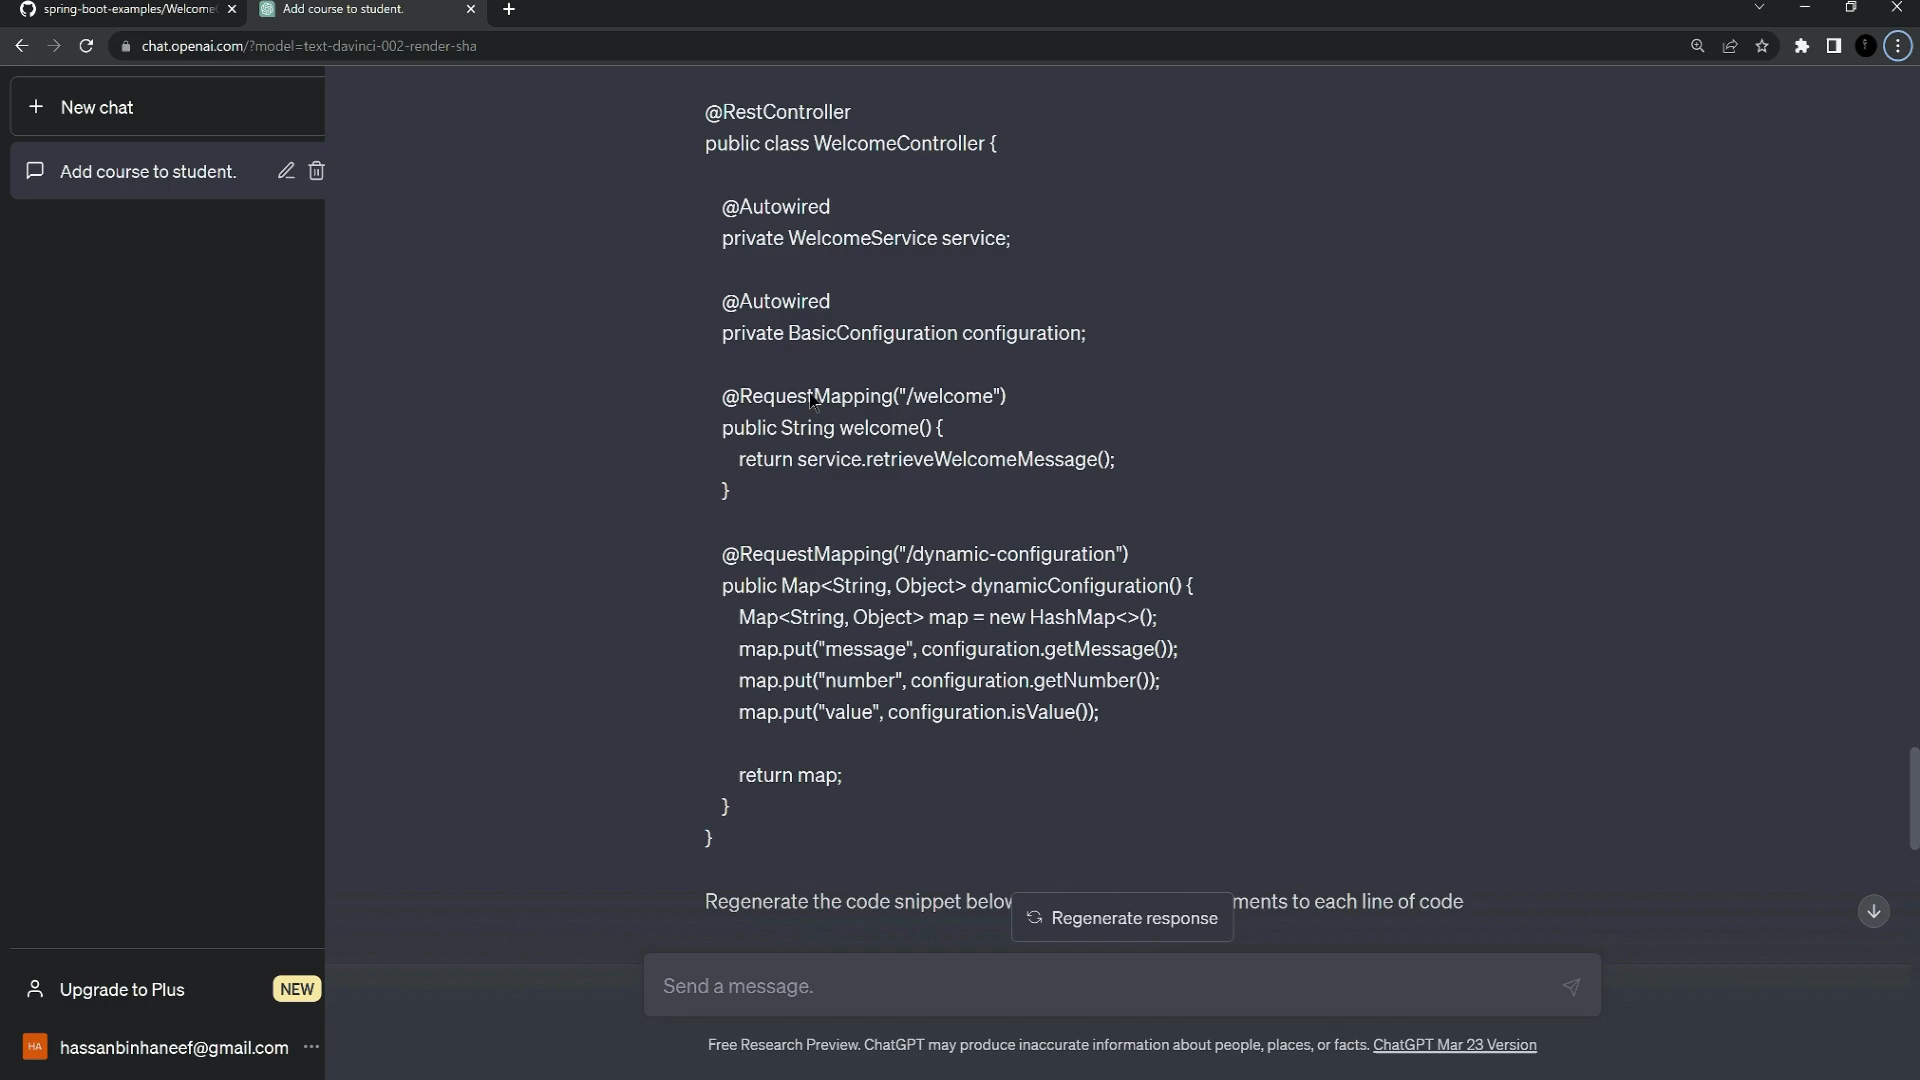 spring-boot-examples/Welcome
Add course to student.
chat.openai.com/?model=text-davinci-002-render-sha
New chat
Add course to student.
@RestController
public class WelcomeController {
@Autowired
private WelcomeService service;
@Autowired
private BasicConfiguration configuration;
@RequestMapping("/welcome")
public String welcome() {
return service.retrieveWelcomeMessage();
}
@RequestMapping("/dynamic-configuration")
public Map<String, Object> dynamicConfiguration() {
Map<String, Object> map = new HashMap<>();
map.put("message", configuration.getMessage());
map.put("number", configuration.getNumber());
map.put("value", configuration.isValue());
return map;
}
}
Regenerate the code snippet below ments to each line of code
Regenerate response
Send a message.
Free Research Preview. ChatGPT may produce inaccurate information about people, places, or facts. ChatGPT Mar 23 Version
Upgrade to Plus NEW
HA hassanbinhaneef@gmail.com